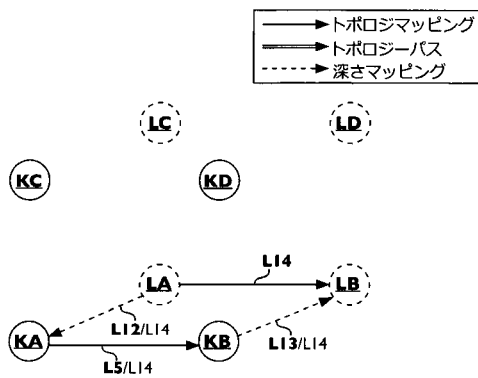 トポロジマッピング
トポロジーパス
深さマッピング
LC
LD
KC
KD
L14
LA
LB
L12/L14
L13/L14
KA
KB
L5/L14